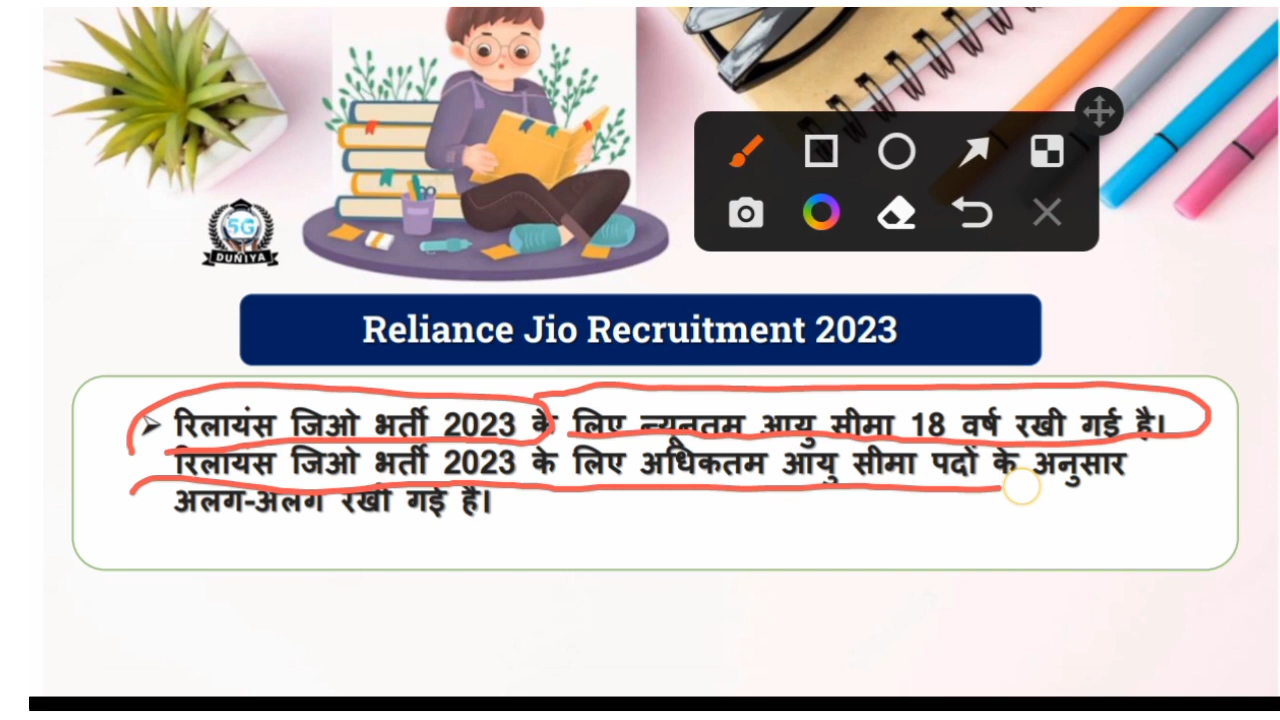 5G
DUNIYA
Reliance Jio Recruitment 2023
रिलायंस जिओ भर्ती 2023 के लिए न्यूनतम आयु सीमा 18 वर्ष रखी गई है।
रिलायंस जिओ भर्ती 2023 के लिए अधिकतम आयु सीमा पदों के अनुसार
अलग-अलग रखी गई है।